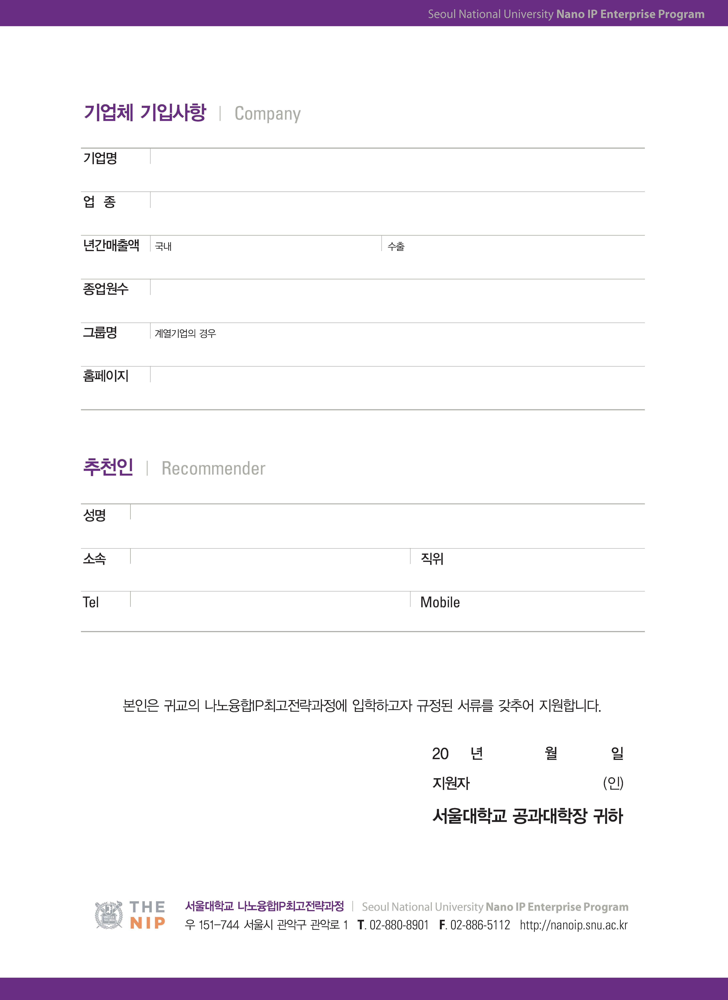 Seoul National University Nano IP Enterprise Program
기업체 기입사항 | Company
기업명
업 종
년간매출액 국내 수출
종업원수
그룹명 계열기업의 경우
홈페이지
추천인 | Recommender
성명
소속 직위
Tel Mobile
본인은 귀교의 나노융합IP최고전략과정에 입학하고자 규정된 서류를 갖추어 지원합니다.
20 년 월 일
지원자 (인)
서울대학교 공과대학장 귀하
VERI LUX
TAS MEA
THE
NIP
서울대학교 나노융합IP최고전략과정 | Seoul National University Nano IP Enterprise Program
우 151-744 서울시 관악구 관악로 1 T. 02-880-8901 F. 02-886-5112 http://nanoip.snu.ac.kr